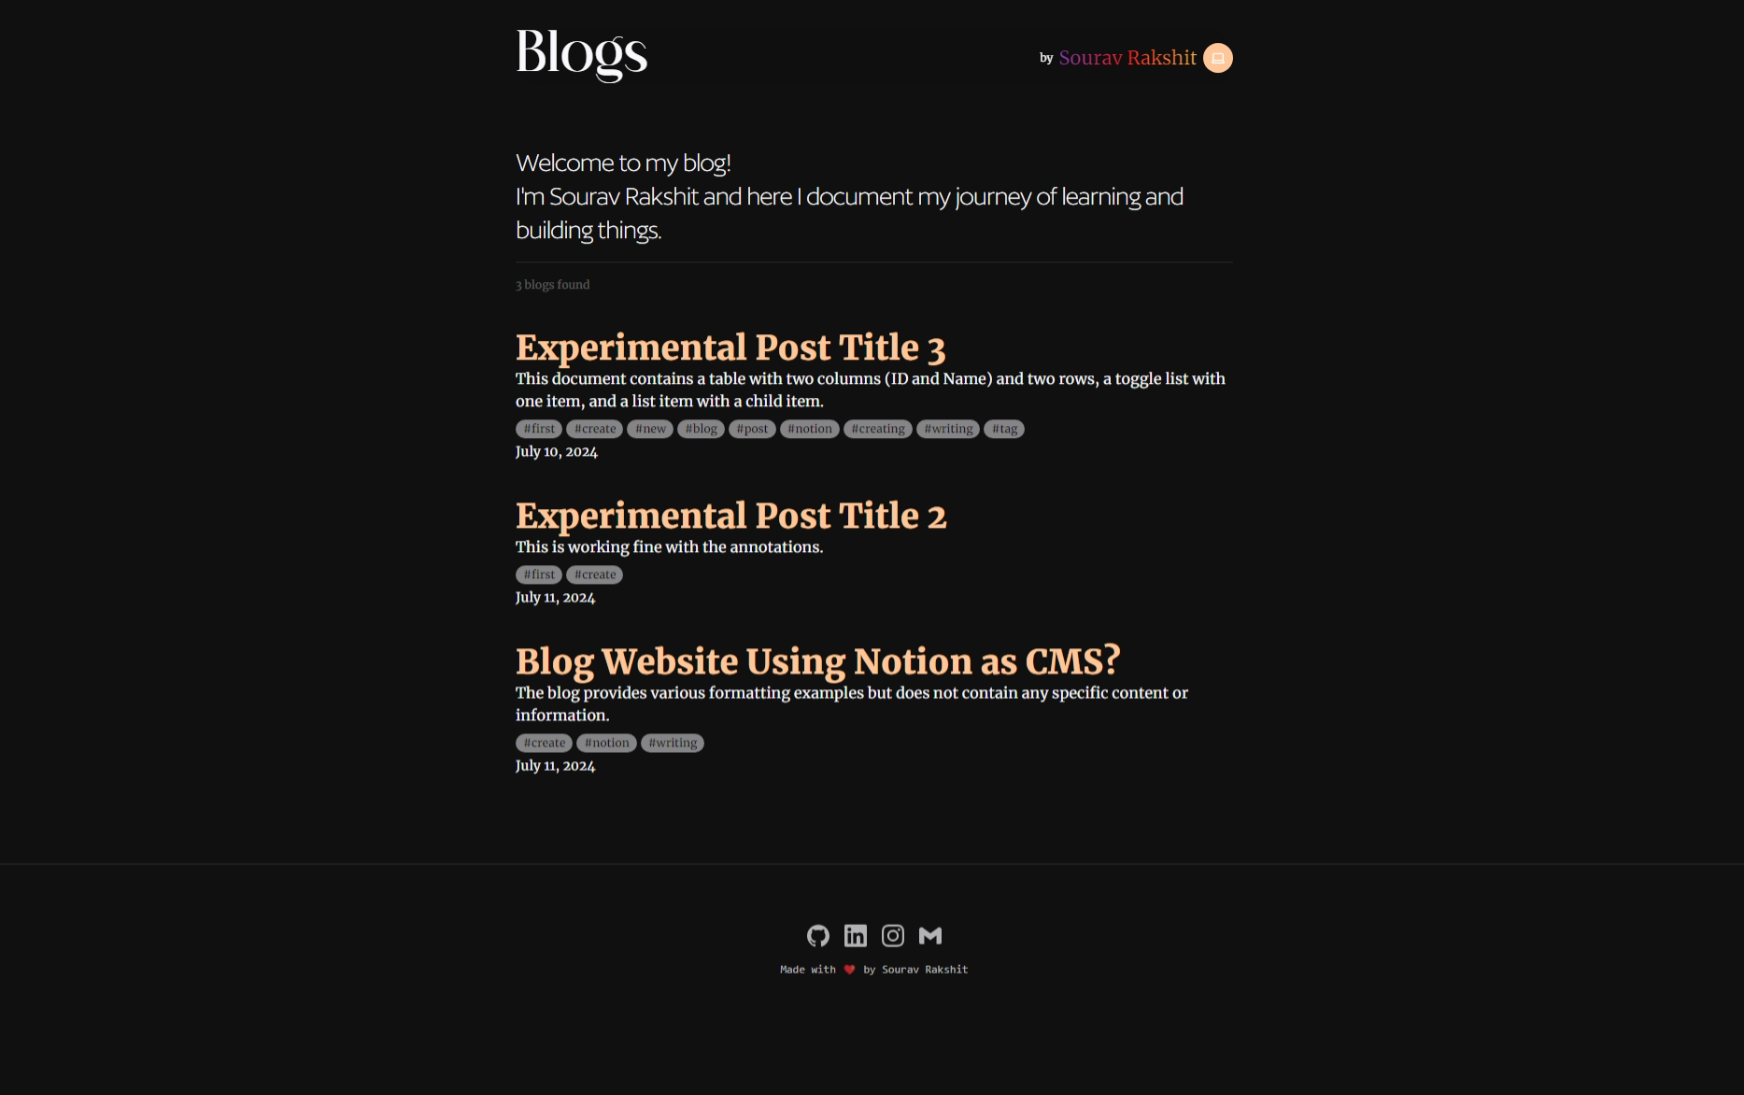 Blogs
by Sourav Rakshit
Welcome to my blog!
I'm Sourav Rakshit and here I document my journey of learning and
building things.
3 blogs found
Experimental Post Title 3
This document contains a table with two columns (ID and Name) and two rows, a toggle list with
one item, and a list item with a child item.
#first #create #new #blog #post #notion #creating #writing #tag
July 10, 2024
Experimental Post Title 2
This is working fine with the annotations.
#first #create
July 11, 2024
Blog Website Using Notion as CMS?
The blog provides various formatting examples but does not contain any specific content or
information.
#create #notion #writing
July 11, 2024
Made with ❤️ by Sourav Rakshit